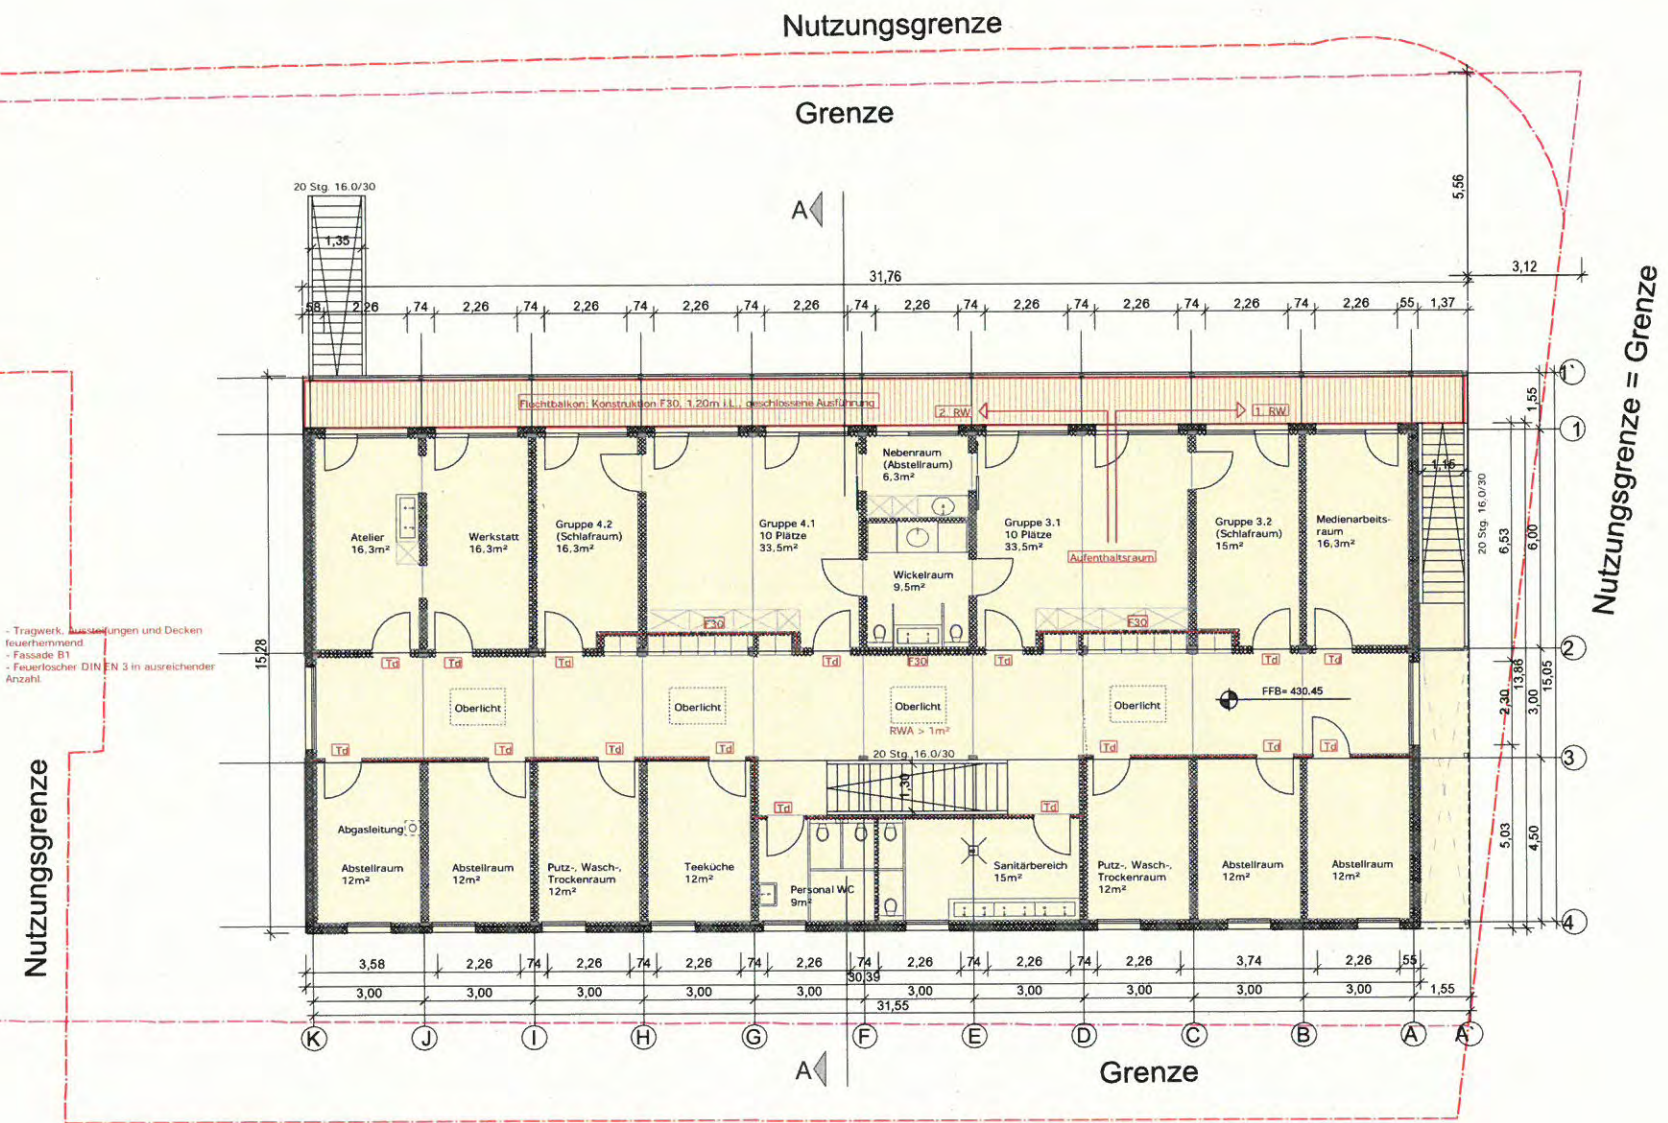 Nutzungsgrenze
Grenze
20 Stg. 16.0/30
A
5,56
1,35
31,76
3,12
58 2,26 74 2,26 74 2,26 74 2,26 74 2,26 74 2,26 74 2,26 74 2,26 74 2,26 74 2,26 55 1,37
Nutzungsgrenze = Grenze
1`
Fluchtbalkon: Konstruktion F30, 1,20m i.L., geschlossene Ausführung
2. RW
1. RW
1,55
1
Nebenraum
(Abstellraum)
6.3m²
1,15
20 Stg. 16.0/30
Atelier
16.3m²
Werkstatt
16.3m²
Gruppe 4.2
(Schlafraum)
16.3m²
Gruppe 4.1
10 Plätze
33.5m²
Gruppe 3.1
10 Plätze
33.5m²
Gruppe 3.2
(Schlafraum)
15m²
Medienarbeits-
raum
16.3m²
6,53
6,00
Aufenthaltsraum
Wickelraum
9.5m²
F30
F30
- Tragwerk, Aussteifungen und Decken
feuerhemmend
- Fassade B1
- Feuerlöscher DIN EN 3 in ausreichender
Anzahl.
15,28
Td Td Td Td F30 Td Td Td
2
13,86
15,05
2,30
3,00
Oberlicht
Oberlicht
Oberlicht
Oberlicht
FFB= 430.45
RWA > 1m²
Td Td Td Td Td Td Td
20 Stg. 16.0/30
1,30
3
Td
Td
Abgasleitung
Abstellraum
12m²
Abstellraum
12m²
Putz-, Wasch-,
Trockenraum
12m²
Teeküche
12m²
Personal WC
9m²
Sanitärbereich
15m²
Putz-, Wasch-,
Trockenraum
12m²
Abstellraum
12m²
Abstellraum
12m²
5,03
4,50
4
Nutzungsgrenze
3,58 2,26 74 2,26 74 2,26 74 2,26 74 2,26 74 2,26 74 2,26 3,74 2,26 55
30,39
3,00 3,00 3,00 3,00 3,00 3,00 3,00 3,00 3,00 3,00 1,55
31,55
K J I H G F E D C B A A`
A
Grenze